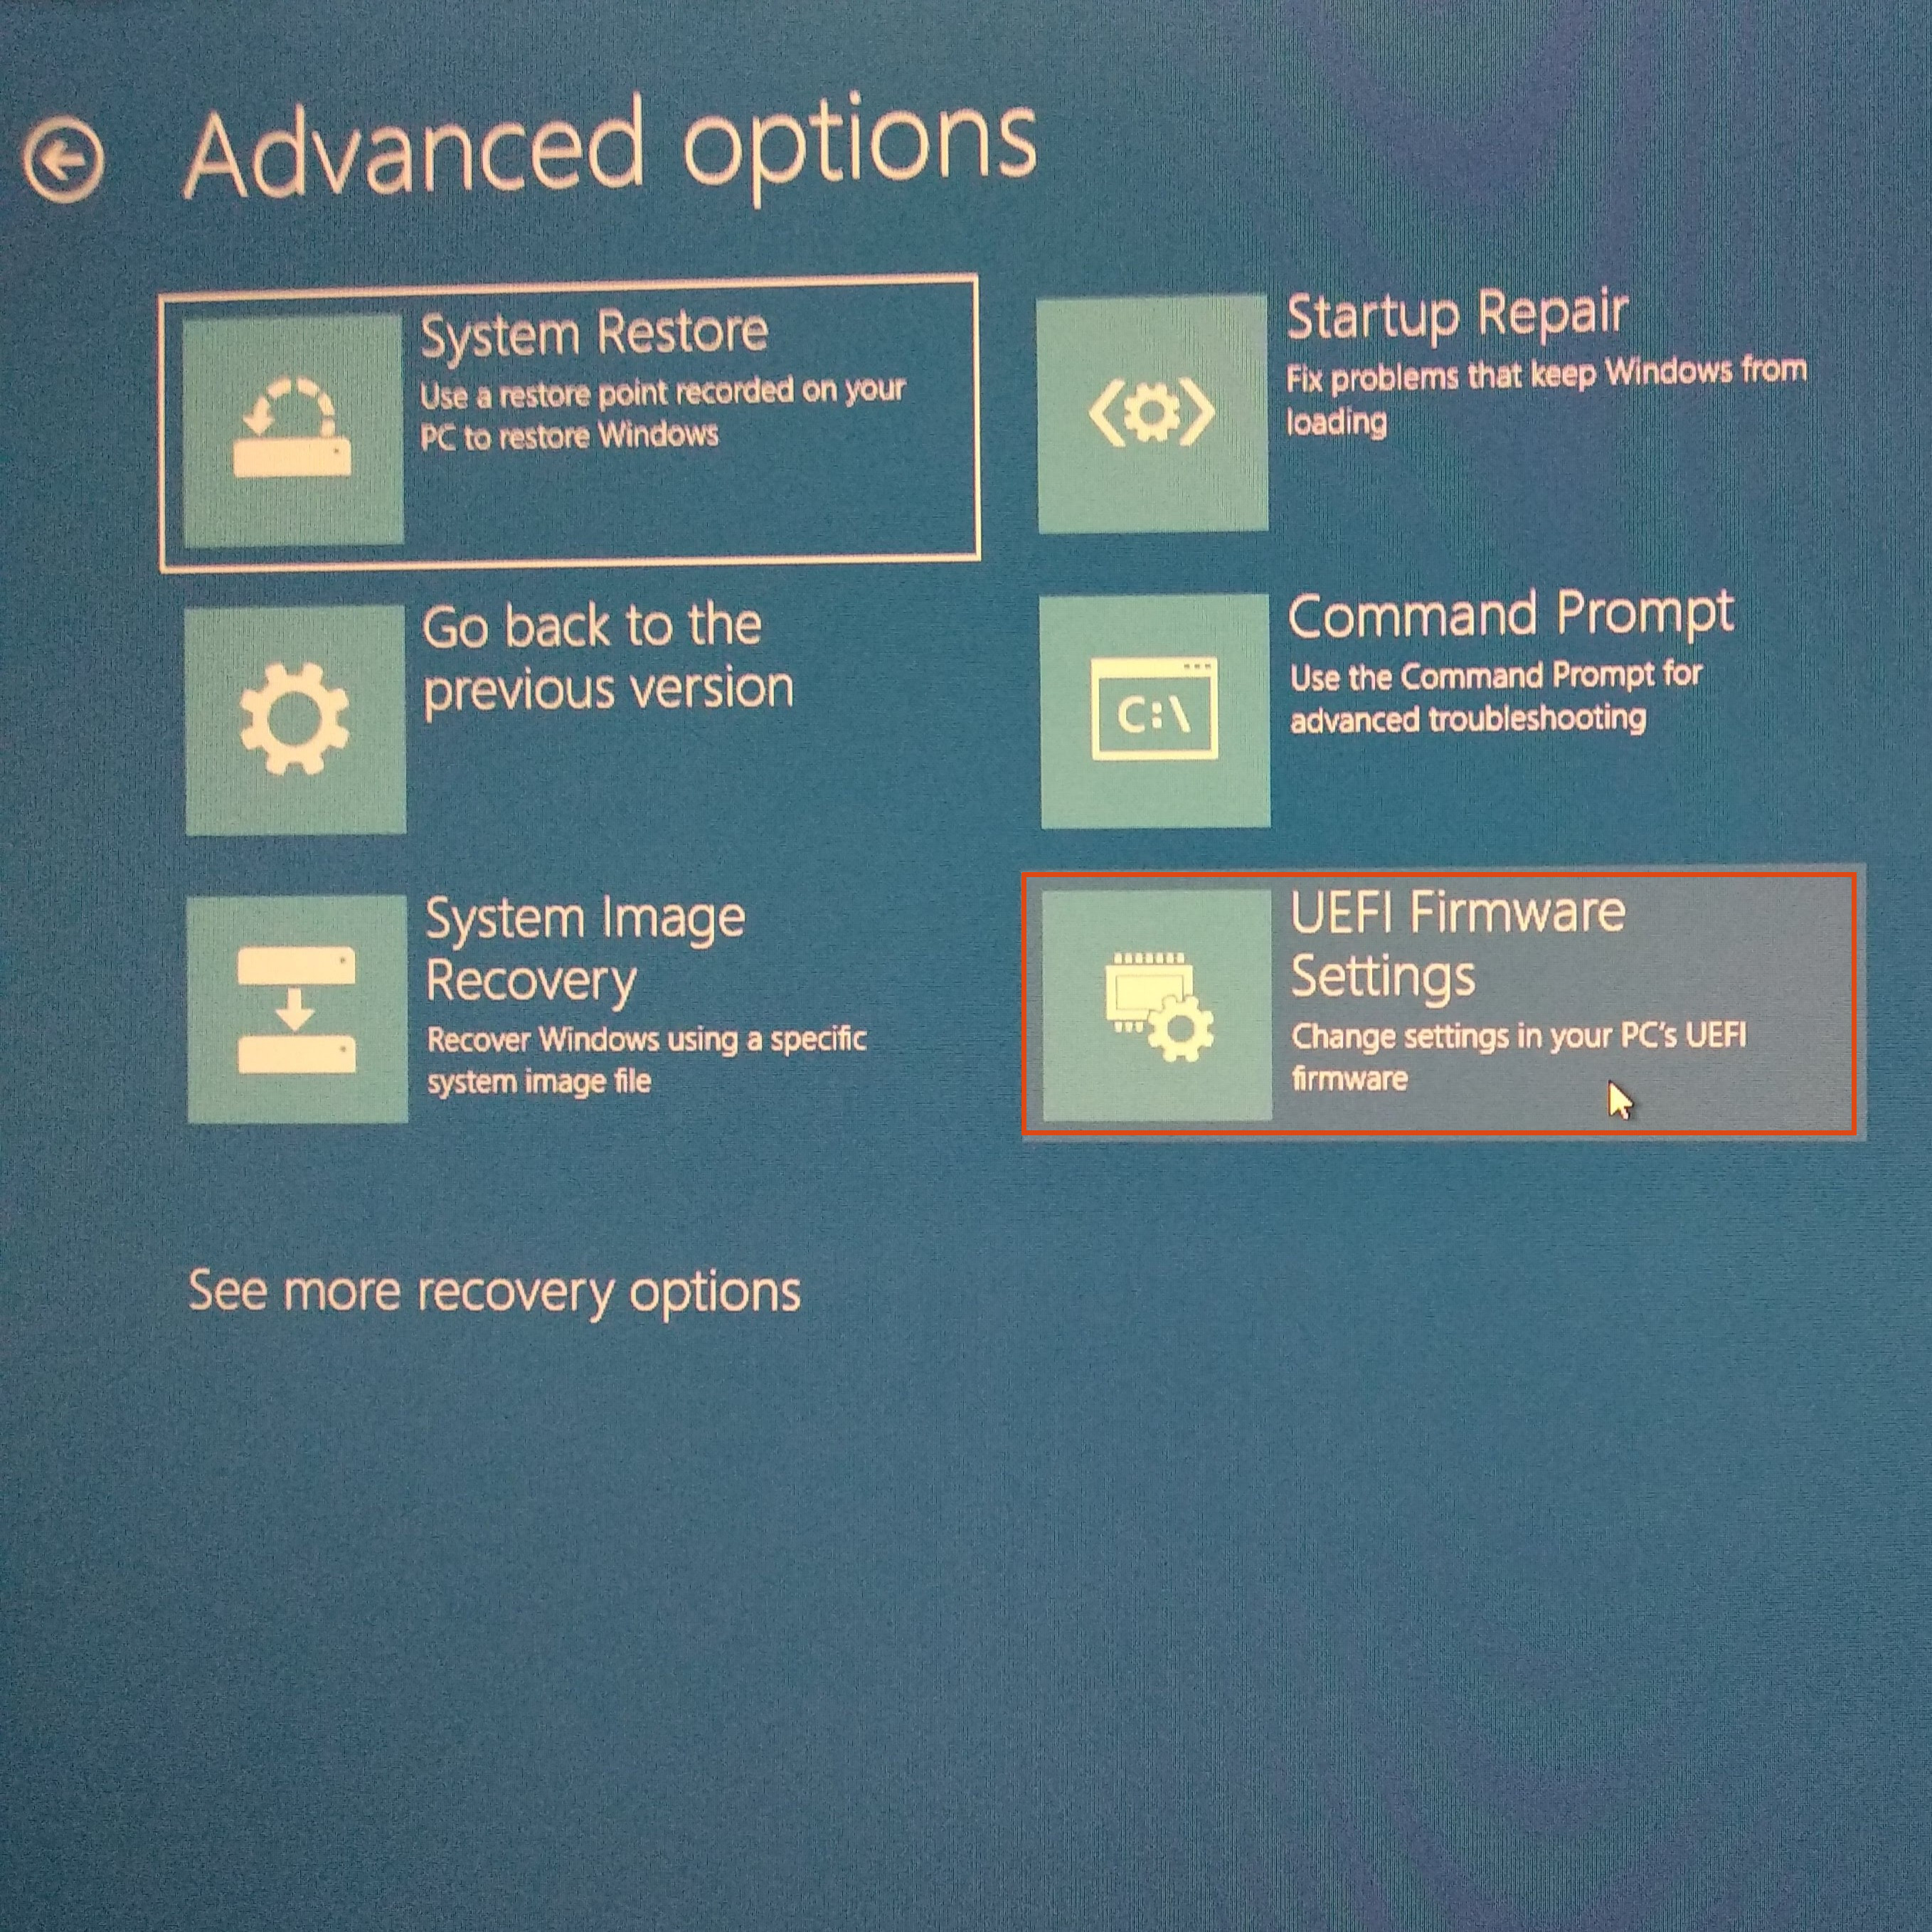 Advanced options
System Restore
Use a restore point recorded on your
PC to restore Windows
Startup Repair
Fix problems that keep Windows from
loading
Go back to the
previous version
Command Prompt
Use the Command Prompt for
advanced troubleshooting
C:\
System Image
Recovery
Recover Windows using a specific
system image file
UEFI Firmware
Settings
Change settings in your PC's UEFI
firmware
See more recovery options